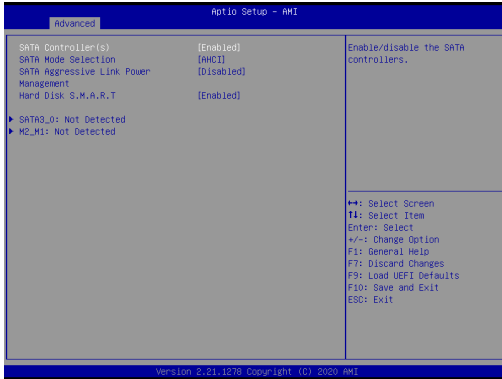 Aptio Setup - AMI
Advanced
SATA Controller(s) [Enabled]
SATA Mode Selection [AHCI]
SATA Aggressive Link Power [Disabled]
Management
Hard Disk S.M.A.R.T [Enabled]
SATA3_0: Not Detected
M2_M1: Not Detected
Enable/disable the SATA
controllers.
↔: Select Screen
↑↓: Select Item
Enter: Select
+/-: Change Option
F1: General Help
F7: Discard Changes
F9: Load UEFI Defaults
F10: Save and Exit
ESC: Exit
Version 2.21.1278 Copyright (C) 2020 AMI